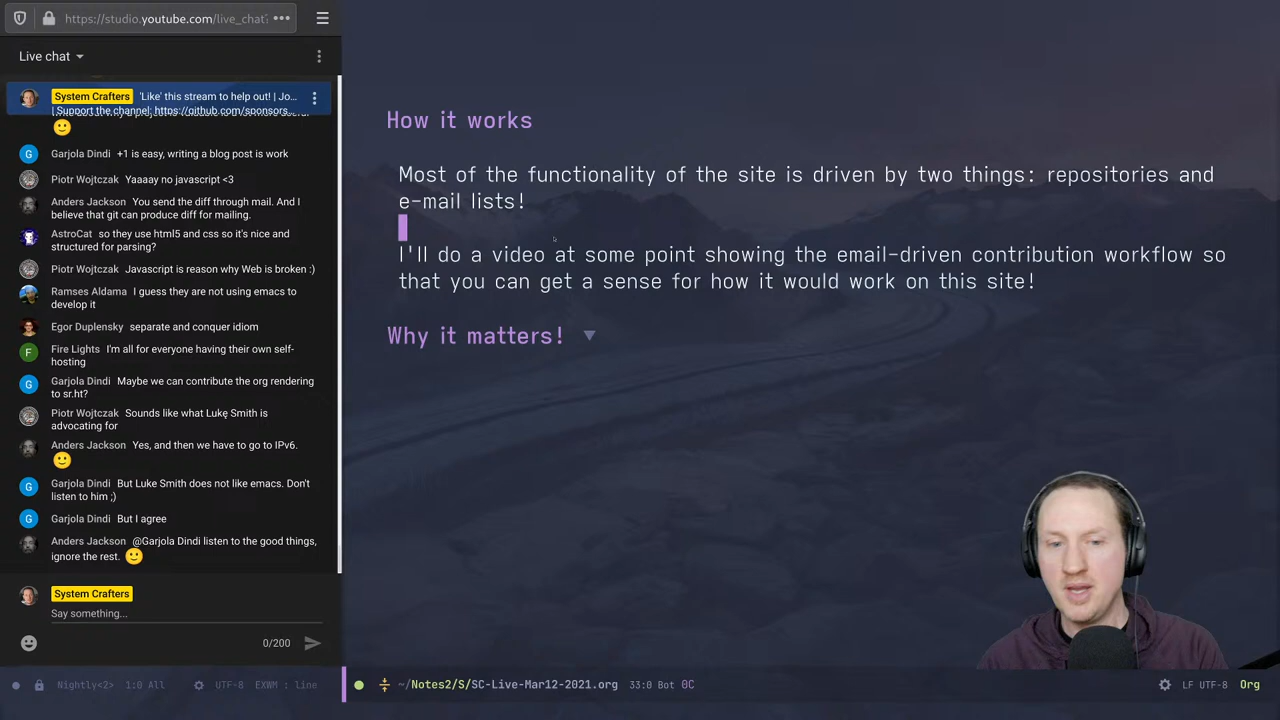 https://studio.youtube.com/live_chat?
Live chat
System Crafters 'Like' this stream to help out! | Jo...
| Support the channel: https://github.com/sponsors...
Garjola Dindi +1 is easy, writing a blog post is work
Piotr Wojtczak Yaaaay no javascript <3
Anders Jackson You send the diff through mail. And I
believe that git can produce diff for mailing.
AstroCat so they use html5 and css so it's nice and
structured for parsing?
Piotr Wojtczak Javascript is reason why Web is broken :)
Ramses Aldama I guess they are not using emacs to
develop it
Egor Duplensky separate and conquer idiom
Fire Lights I'm all for everyone having their own self-
hosting
Garjola Dindi Maybe we can contribute the org rendering
to sr.ht?
Piotr Wojtczak Sounds like what Lukę Smith is
advocating for
Anders Jackson Yes, and then we have to go to IPv6.
Garjola Dindi But Luke Smith does not like emacs. Don't
listen to him ;)
Garjola Dindi But I agree
Anders Jackson @Garjola Dindi listen to the good things,
ignore the rest.
System Crafters
Say something...
0/200
Nightly<2> 1:0 All UTF-8 EXWM : line
How it works
Most of the functionality of the site is driven by two things: repositories and
e-mail lists!
I'll do a video at some point showing the email-driven contribution workflow so
that you can get a sense for how it would work on this site!
Why it matters!
~/Notes2/S/SC-Live-Mar12-2021.org 33:0 Bot 0C
LF UTF-8 Org